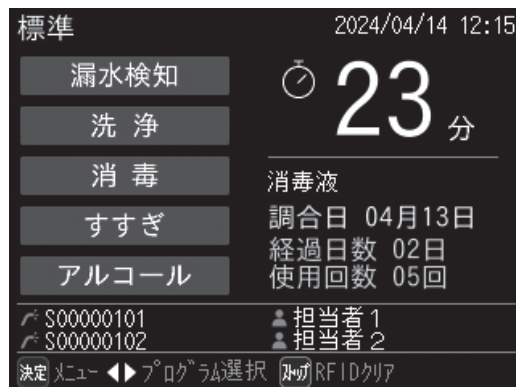 標準 2024/04/14 12:15
漏水検知
洗浄
消毒
すすぎ
アルコール
23分
消毒液
調合日 04月13日
経過日数 02日
使用回数 05回
S00000101 担当者1
S00000102 担当者2
決定 メニュー ◀▶プログラム選択 ストップ RFIDクリア